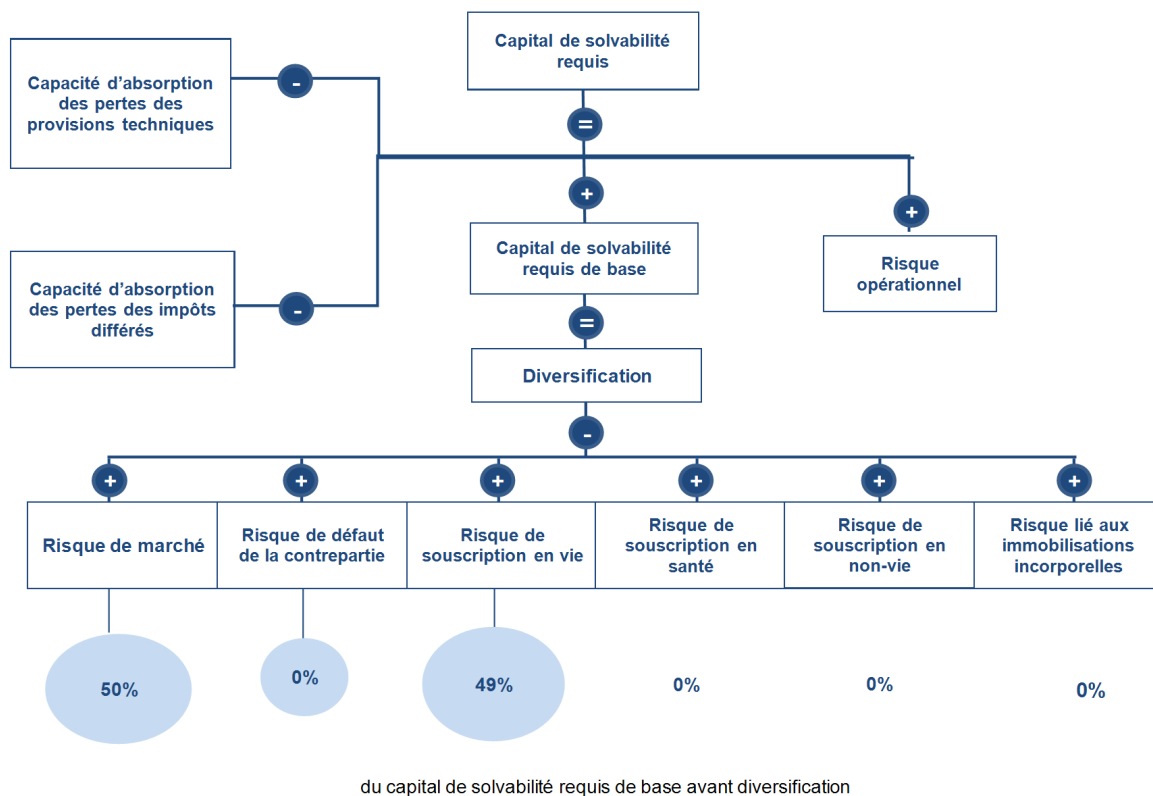 Capital de solvabilité
requis
Capacité d'absorption
des pertes des
provisions techniques
-
=
+
+
Capital de solvabilité
requis de base
Risque
opérationnel
Capacité d'absorption
des pertes des impôts
différés
-
=
Diversification
-
+
+
+
+
+
+
Risque de marché
Risque de défaut
de la contrepartie
Risque de
souscription en vie
Risque de
souscription en
santé
Risque de
souscription en
non-vie
Risque lié aux
immobilisations
incorporelles
50%
0%
49%
0%
0%
0%
du capital de solvabilité requis de base avant diversification